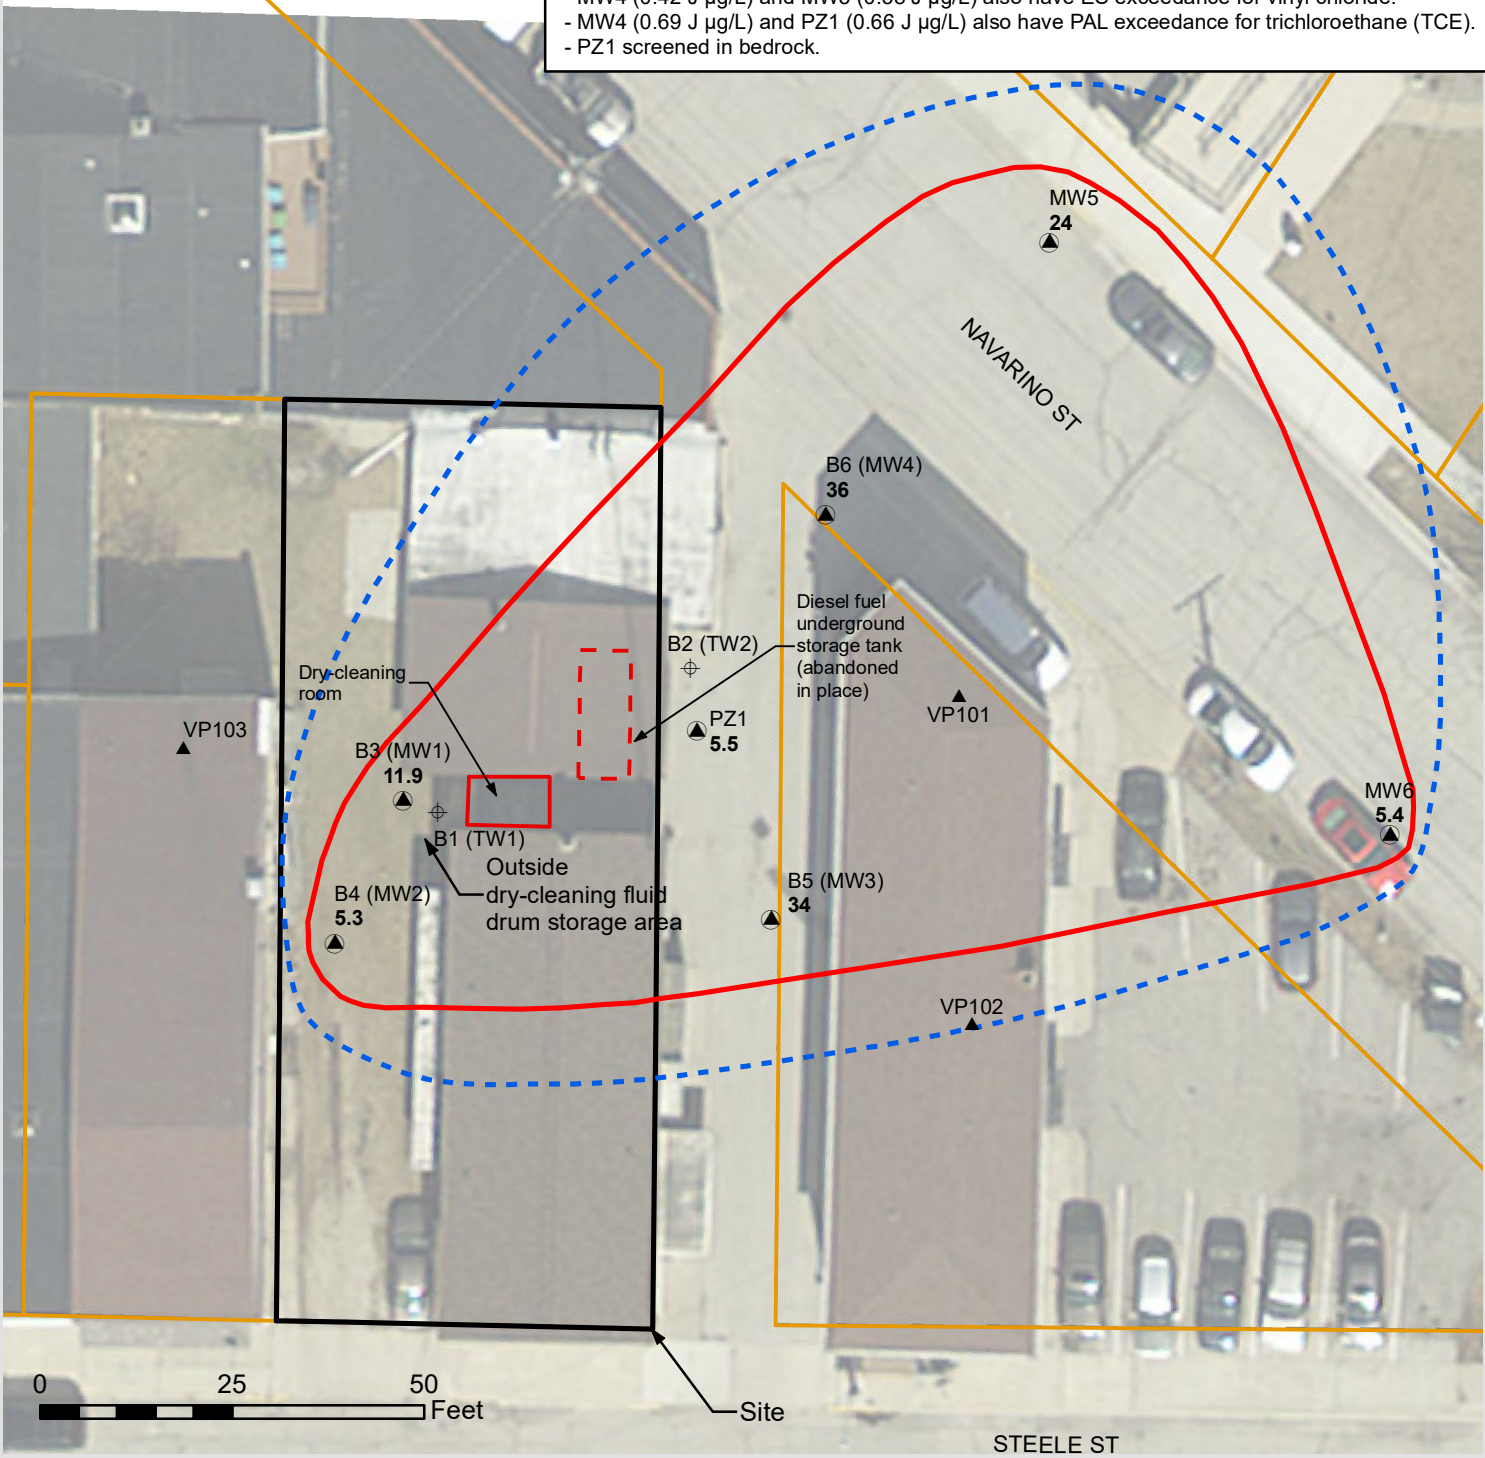 - MW4 (0.69 J µg/L) and PZ1 (0.66 J µg/L) also have PAL exceedance for trichloroethane (TCE).
- PZ1 screened in bedrock.
MW5
24
NAVARINO ST
B6 (MW4)
36
Diesel fuel
underground
storage tank
(abandoned
in place)
B2 (TW2)
Dry-cleaning
room
VP101
PZ1
5.5
VP103
B3 (MW1)
11.9
MW6
5.4
B1 (TW1)
Outside
dry-cleaning fluid
drum storage area
B4 (MW2)
5.3
B5 (MW3)
34
VP102
0 25 50
Feet
Site
STEELE ST